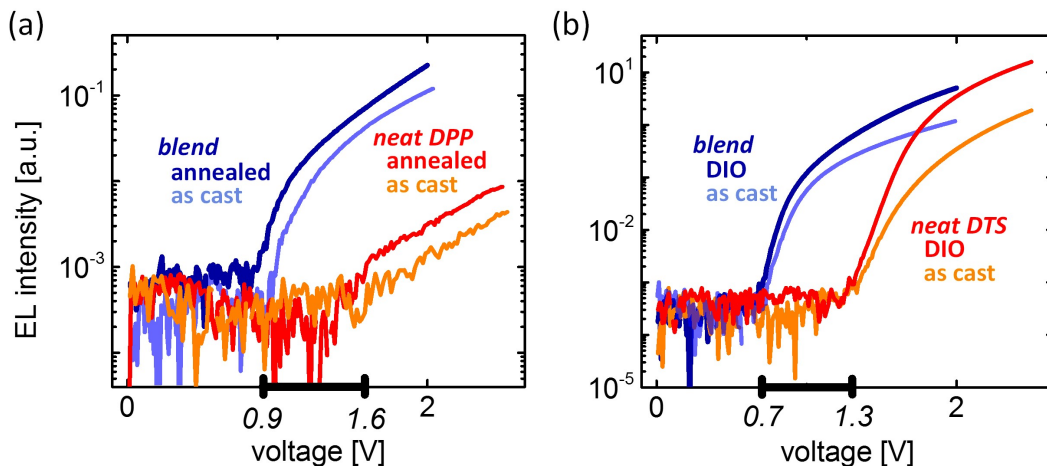 (a)
EL intensity [a.u.]
10^-1
10^-3
blend
annealed
as cast
neat DPP
annealed
as cast
0
0.9
1.6
2
voltage [V]
(b)
10^1
10^-2
10^-5
blend
DIO
as cast
neat DTS
DIO
as cast
0
0.7
1.3
2
voltage [V]